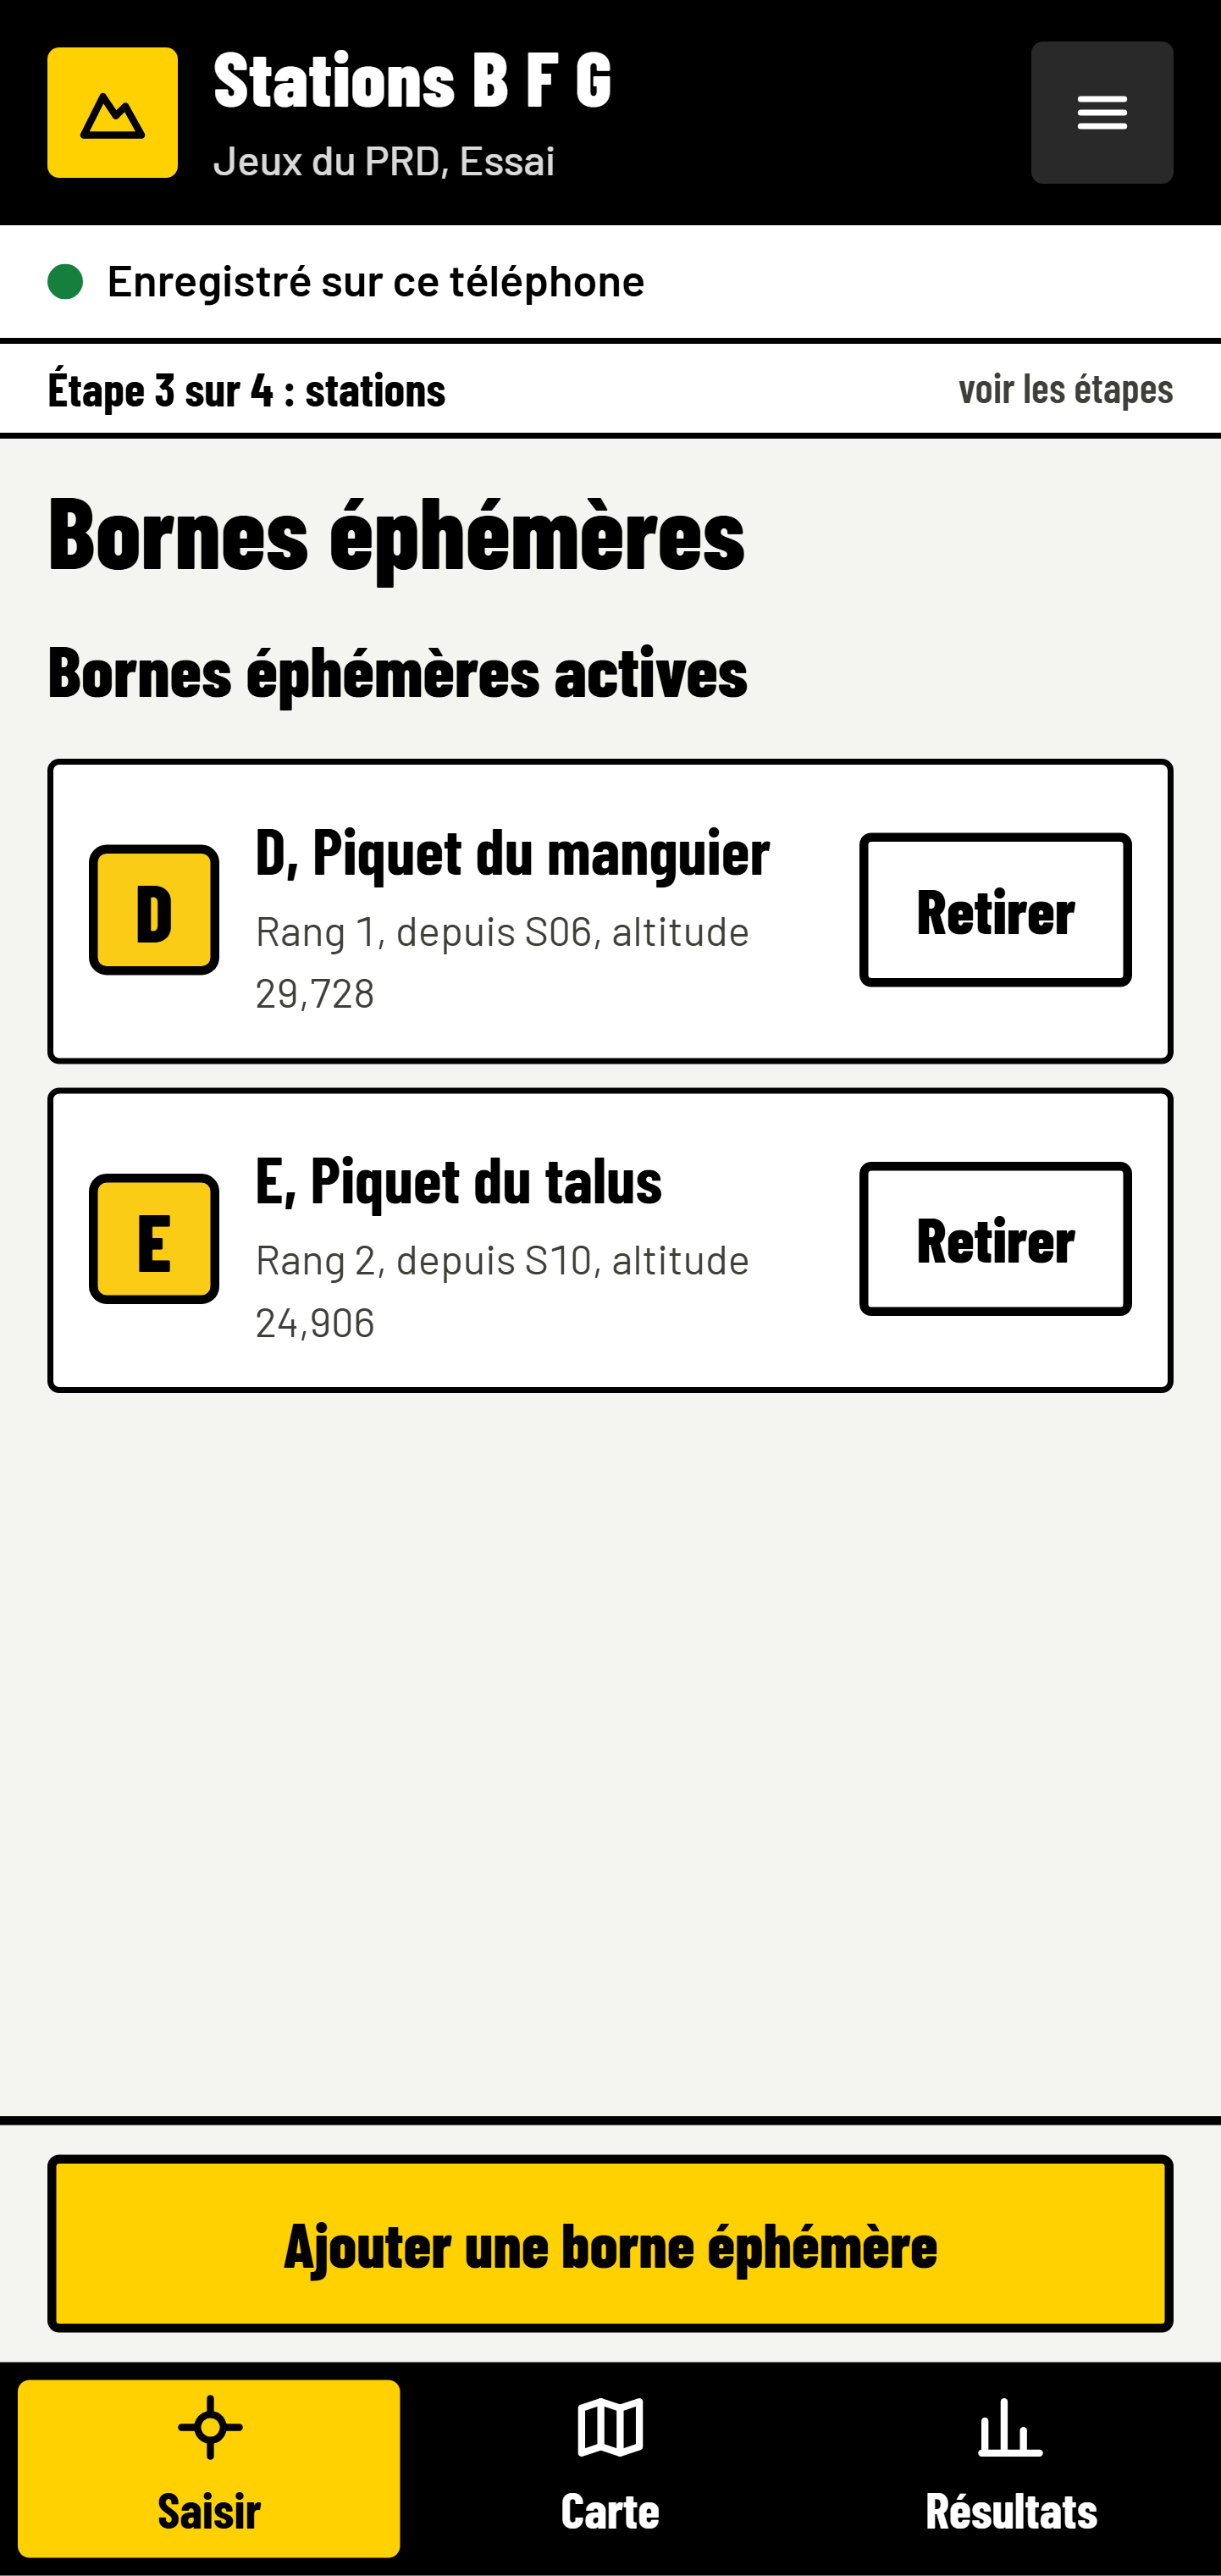 Stations B F G
Jeux du PRD, Essai
Enregistré sur ce téléphone
Étape 3 sur 4 : stations
voir les étapes
Bornes éphémères
Bornes éphémères actives
D
D, Piquet du manguier
Rang 1, depuis S06, altitude
29,728
Retirer
E
E, Piquet du talus
Rang 2, depuis S10, altitude
24,906
Retirer
Ajouter une borne éphémère
Saisir
Carte
Résultats